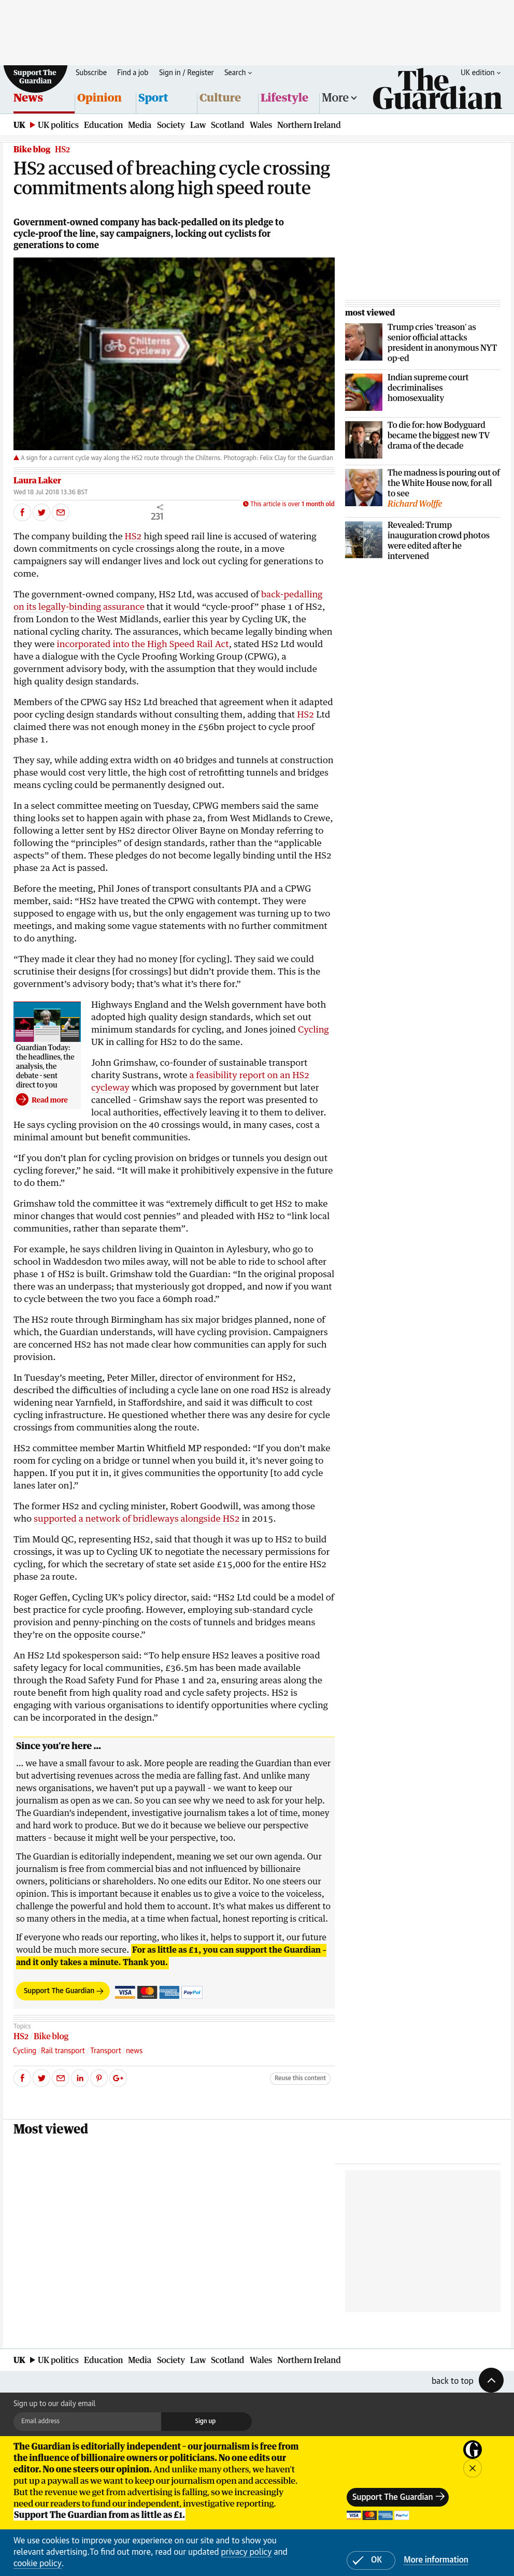 Support The
Guardian
Subscribe Find a job Sign in / Register Search
UK edition
The
Guardian
News Opinion Sport Culture Lifestyle More
UK UK politics Education Media Society Law Scotland Wales Northern Ireland
Bike blog HS2
HS2 accused of breaching cycle crossing
commitments along high speed route
Government-owned company has back-pedalled on its pledge to
cycle-proof the line, say campaigners, locking out cyclists for
generations to come
Chilterns
Cycleway
A sign for a current cycle way along the HS2 route through the Chilterns. Photograph: Felix Clay for the Guardian
Laura Laker
Wed 18 Jul 2018 13.36 BST
231
This article is over 1 month old
The company building the HS2 high speed rail line is accused of watering
down commitments on cycle crossings along its route, in a move
campaigners say will endanger lives and lock out cycling for generations to
come.
The government-owned company, HS2 Ltd, was accused of back-pedalling
on its legally-binding assurance that it would “cycle-proof” phase 1 of HS2,
from London to the West Midlands, earlier this year by Cycling UK, the
national cycling charity. The assurances, which became legally binding when
they were incorporated into the High Speed Rail Act, stated HS2 Ltd would
have a dialogue with the Cycle Proofing Working Group (CPWG), a
government advisory body, with the assumption that they would include
high quality design standards.
Members of the CPWG say HS2 Ltd breached that agreement when it adapted
poor cycling design standards without consulting them, adding that HS2 Ltd
claimed there was not enough money in the £56bn project to cycle proof
phase 1.
They say, while adding extra width on 40 bridges and tunnels at construction
phase would cost very little, the high cost of retrofitting tunnels and bridges
means cycling could be permanently designed out.
In a select committee meeting on Tuesday, CPWG members said the same
thing looks set to happen again with phase 2a, from West Midlands to Crewe,
following a letter sent by HS2 director Oliver Bayne on Monday referring to
following the “principles” of design standards, rather than the “applicable
aspects” of them. These pledges do not become legally binding until the HS2
phase 2a Act is passed.
Before the meeting, Phil Jones of transport consultants PJA and a CPWG
member, said: “HS2 have treated the CPWG with contempt. They were
supposed to engage with us, but the only engagement was turning up to two
meetings, and making some vague statements with no further commitment
to do anything.
“They made it clear they had no money [for cycling]. They said we could
scrutinise their designs [for crossings] but didn’t provide them. This is the
government’s advisory body; that’s what it’s there for.”
Guardian Today:
the headlines, the
analysis, the
debate - sent
direct to you
Read more
Highways England and the Welsh government have both
adopted high quality design standards, which set out
minimum standards for cycling, and Jones joined Cycling
UK in calling for HS2 to do the same.
John Grimshaw, co-founder of sustainable transport
charity Sustrans, wrote a feasibility report on an HS2
cycleway which was proposed by government but later
cancelled – Grimshaw says the report was presented to
local authorities, effectively leaving it to them to deliver.
He says cycling provision on the 40 crossings would, in many cases, cost a
minimal amount but benefit communities.
“If you don’t plan for cycling provision on bridges or tunnels you design out
cycling forever,” he said. “It will make it prohibitively expensive in the future
to do them.”
Grimshaw told the committee it was “extremely difficult to get HS2 to make
minor changes that would cost pennies” and pleaded with HS2 to “link local
communities, rather than separate them”.
For example, he says children living in Quainton in Aylesbury, who go to
school in Waddesdon two miles away, will not be able to ride to school after
phase 1 of HS2 is built. Grimshaw told the Guardian: “In the original proposal
there was an underpass; that mysteriously got dropped, and now if you want
to cycle between the two you face a 60mph road.”
The HS2 route through Birmingham has six major bridges planned, none of
which, the Guardian understands, will have cycling provision. Campaigners
are concerned HS2 has not made clear how communities can apply for such
provision.
In Tuesday’s meeting, Peter Miller, director of environment for HS2,
described the difficulties of including a cycle lane on one road HS2 is already
widening near Yarnfield, in Staffordshire, and said it was difficult to cost
cycling infrastructure. He questioned whether there was any desire for cycle
crossings from communities along the route.
HS2 committee member Martin Whitfield MP responded: “If you don’t make
room for cycling on a bridge or tunnel when you build it, it’s never going to
happen. If you put it in, it gives communities the opportunity [to add cycle
lanes later on].”
The former HS2 and cycling minister, Robert Goodwill, was among those
who supported a network of bridleways alongside HS2 in 2015.
Tim Mould QC, representing HS2, said that though it was up to HS2 to build
crossings, it was up to Cycling UK to negotiate the necessary permissions for
cycling, for which the secretary of state set aside £15,000 for the entire HS2
phase 2a route.
Roger Geffen, Cycling UK’s policy director, said: “HS2 Ltd could be a model of
best practice for cycle proofing. However, employing sub-standard cycle
provision and penny-pinching on the costs of tunnels and bridges means
they’re on the opposite course.”
An HS2 Ltd spokesperson said: “To help ensure HS2 leaves a positive road
safety legacy for local communities, £36.5m has been made available
through the Road Safety Fund for Phase 1 and 2a, ensuring areas along the
route benefit from high quality road and cycle safety projects. HS2 is
engaging with various organisations to identify opportunities where cycling
can be incorporated in the design.”
Since you’re here …
… we have a small favour to ask. More people are reading the Guardian than ever
but advertising revenues across the media are falling fast. And unlike many
news organisations, we haven’t put up a paywall – we want to keep our
journalism as open as we can. So you can see why we need to ask for your help.
The Guardian’s independent, investigative journalism takes a lot of time, money
and hard work to produce. But we do it because we believe our perspective
matters – because it might well be your perspective, too.
The Guardian is editorially independent, meaning we set our own agenda. Our
journalism is free from commercial bias and not influenced by billionaire
owners, politicians or shareholders. No one edits our Editor. No one steers our
opinion. This is important because it enables us to give a voice to the voiceless,
challenge the powerful and hold them to account. It’s what makes us different to
so many others in the media, at a time when factual, honest reporting is critical.
If everyone who reads our reporting, who likes it, helps to support it, our future
would be much more secure. For as little as £1, you can support the Guardian –
and it only takes a minute. Thank you.
Support The Guardian
VISA PayPal
Topics
HS2 / Bike blog
Cycling / Rail transport / Transport / news
Reuse this content
most viewed
Trump cries 'treason' as
senior official attacks
president in anonymous NYT
op-ed
Indian supreme court
decriminalises
homosexuality
To die for: how Bodyguard
became the biggest new TV
drama of the decade
The madness is pouring out of
the White House now, for all
to see
Richard Wolffe
Revealed: Trump
inauguration crowd photos
were edited after he
intervened
Most viewed
UK UK politics Education Media Society Law Scotland Wales Northern Ireland
back to top
Sign up to our daily email
Email address Sign up
The Guardian is editorially independent – our journalism is free from
the influence of billionaire owners or politicians. No one edits our
editor. No one steers our opinion. And unlike many others, we haven’t
put up a paywall as we want to keep our journalism open and accessible.
But the revenue we get from advertising is falling, so we increasingly
need our readers to fund our independent, investigative reporting.
Support The Guardian from as little as £1.
Support The Guardian
VISA PayPal
We use cookies to improve your experience on our site and to show you
relevant advertising.To find out more, read our updated privacy policy and
cookie policy.
OK More information